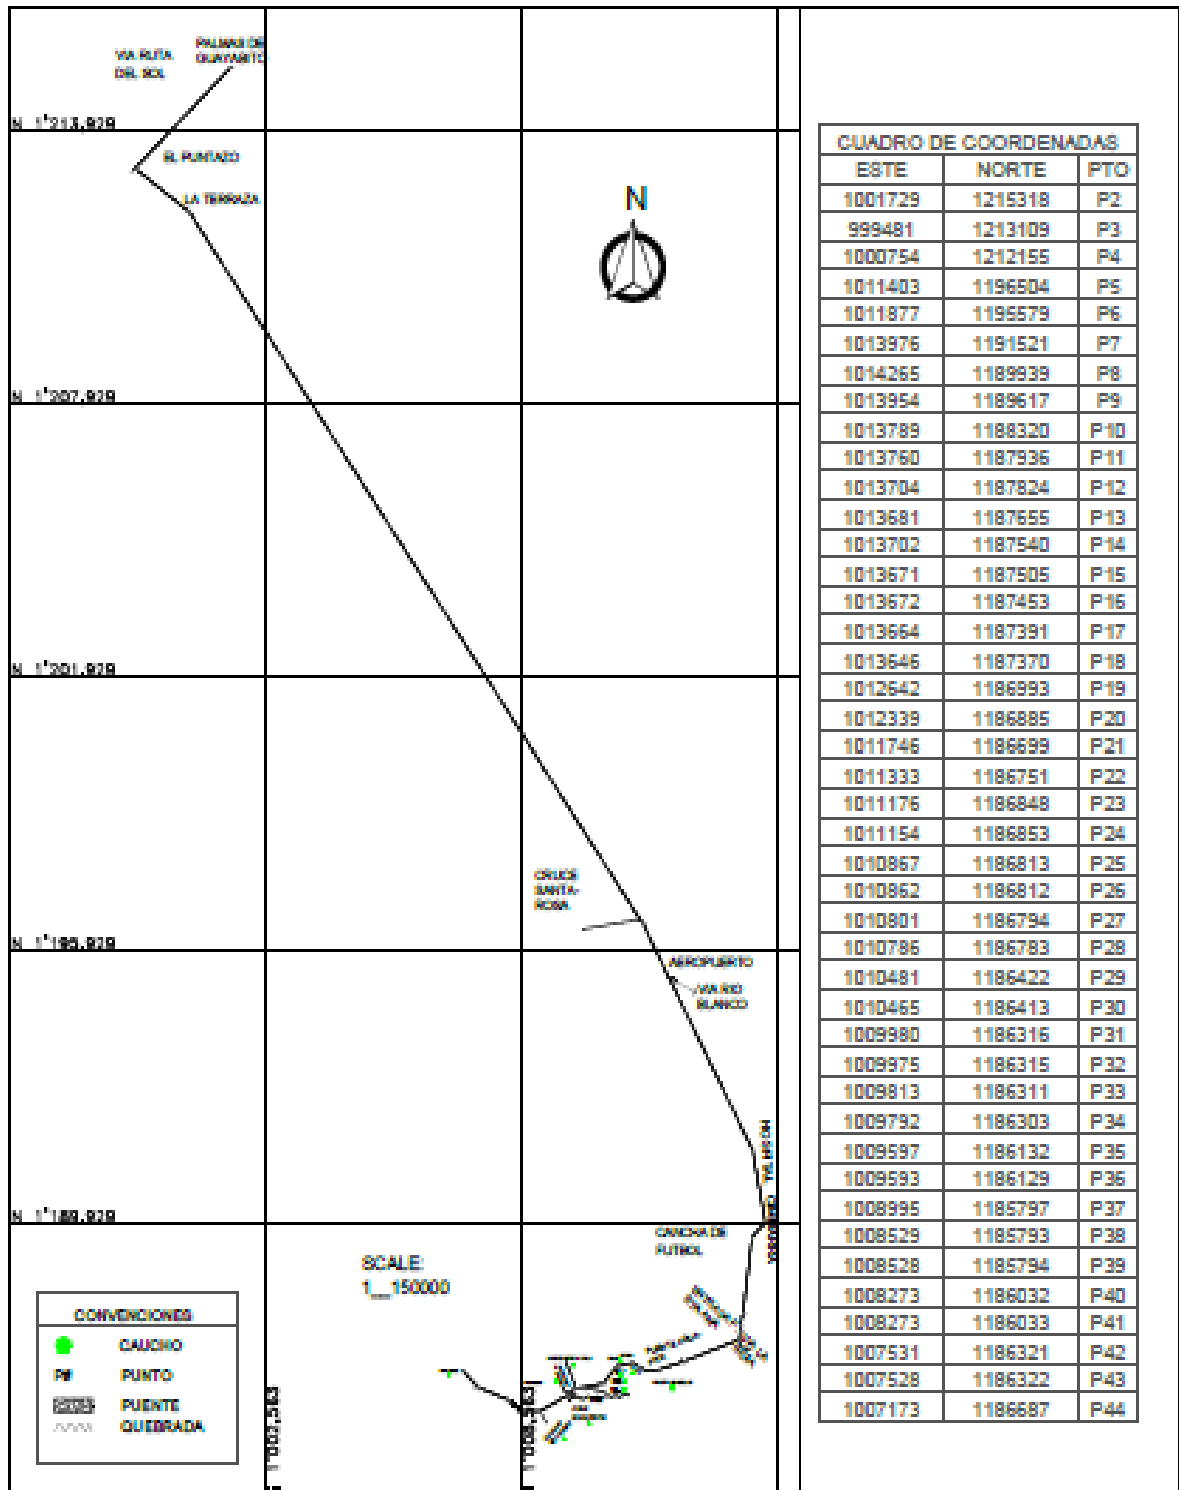 VIA RUTA
DEL SOL
PALMAS DE
GUAYABITO
N 1'213.929
EL PUNTAZO
LA TERRAZA
N
N 1'207.929
N 1'201.929
CRUCE
SANTA-
ROSA
N 1'195.929
AEROPUERTO
VIA RIO
BLANCO
N 1'189.929
CANCHA DE
FUTBOL
SCALE:
1__150000
CONVENCIONES
CAUCHO
P# PUNTO
PUENTE
QUEBRADA
1'002.563
1'008.563
CUADRO DE COORDENADAS
ESTE NORTE PTO
1001729 1215318 P2
999481 1213109 P3
1000754 1212155 P4
1011403 1196504 P5
1011877 1195579 P6
1013976 1191521 P7
1014265 1189939 P8
1013954 1189617 P9
1013789 1188320 P10
1013760 1187936 P11
1013704 1187824 P12
1013681 1187655 P13
1013702 1187540 P14
1013671 1187505 P15
1013672 1187453 P16
1013664 1187391 P17
1013646 1187370 P18
1012642 1186993 P19
1012339 1186885 P20
1011746 1186699 P21
1011333 1186751 P22
1011176 1186848 P23
1011154 1186853 P24
1010867 1186813 P25
1010862 1186812 P26
1010801 1186794 P27
1010786 1186783 P28
1010481 1186422 P29
1010465 1186413 P30
1009980 1186316 P31
1009975 1186315 P32
1009813 1186311 P33
1009792 1186303 P34
1009597 1186132 P35
1009593 1186129 P36
1008995 1185797 P37
1008529 1185793 P38
1008528 1185794 P39
1008273 1186032 P40
1008273 1186033 P41
1007531 1186321 P42
1007528 1186322 P43
1007173 1186687 P44